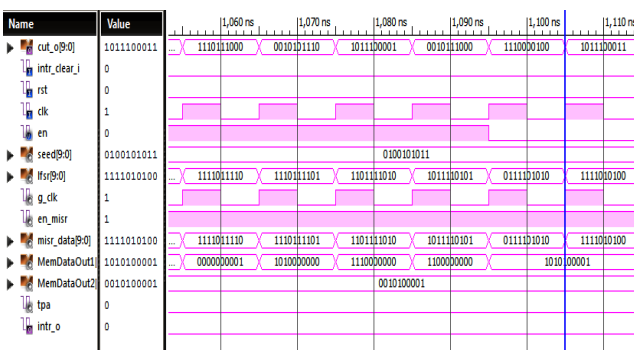 Name Value 1,060 ns 1,070 ns 1,080 ns 1,090 ns 1,100 ns 1,110 n
cut_o[9:0] 1011100011 ... 1110111000 0010101110 1011100001 0010111000 1110000100 1011100011
intr_clear_i 0
rst 0
clk 1
en 0
seed[9:0] 0100101011 0100101011
lfsr[9:0] 1111010100 ... 1111011110 1110111101 1101111010 1011110101 0111101010 1111010100
g_clk 1
en_misr 1
misr_data[9:0] 1111010100 ... 1111011110 1110111101 1101111010 1011110101 0111101010 1111010100
MemDataOut1[ 1010100001 ... 0000000001 1010000000 1110000000 1100000000 1010100001
MemDataOut2[ 0010100001 0010100001
tpa 0
intr_o 0